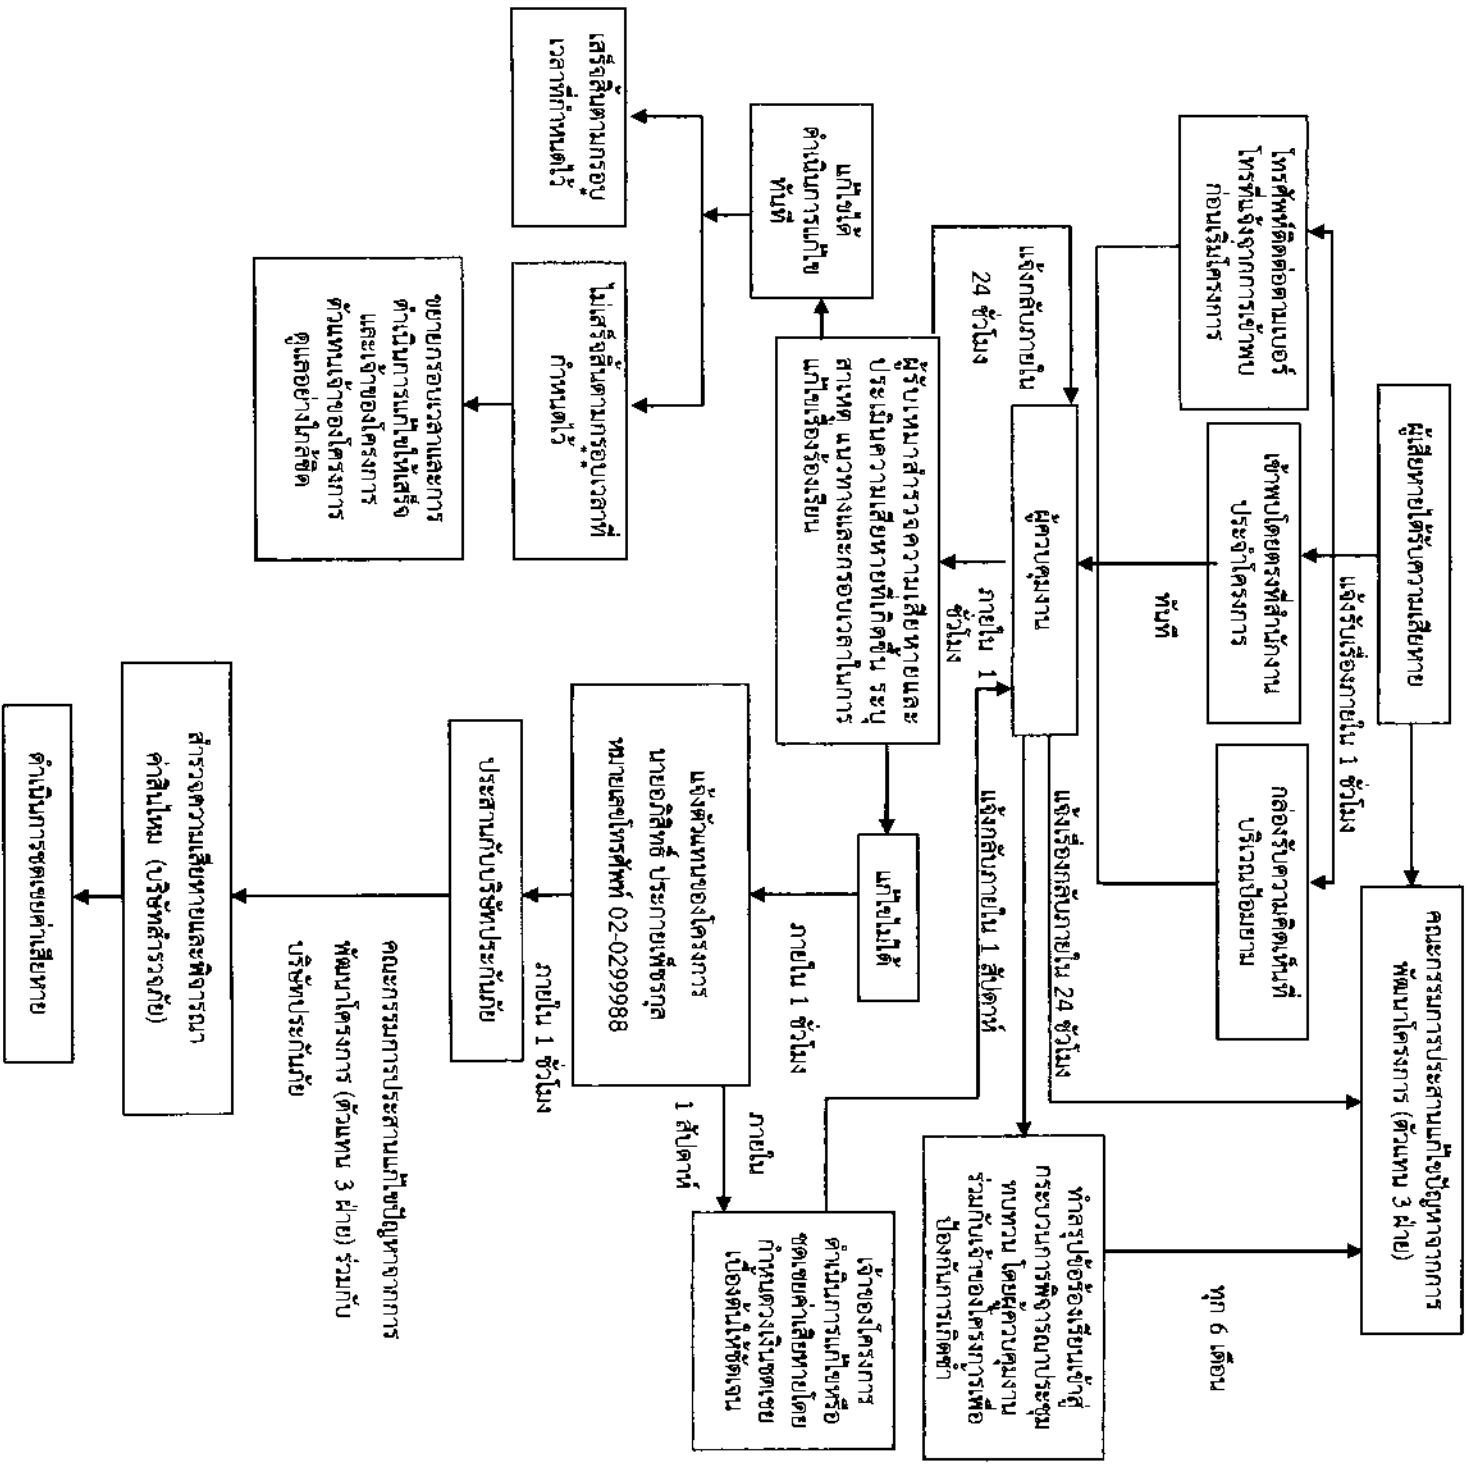 ผู้เสียหายได้รับความเสียหาย
คณะกรรมการประสานแก้ไขปัญหาจากการ
พัฒนาโครงการ (ตัวแทน 3 ฝ่าย)
แจ้งรับเรื่องภายใน 1 ชั่วโมง
โทรศัพท์ติดต่อตามเบอร์
โทรที่แจ้งจากการเข้าพบ
ก่อนเริ่มโครงการ
เข้าพบโดยตรงที่สำนักงาน
ประจำโครงการ
กล่องรับความคิดเห็นที่
บริเวณป้อมยาม
ทันที
ทุก 6 เดือน
แจ้งกลับภายใน
24 ชั่วโมง
ผู้ควบคุมงาน
แจ้งเรื่องกลับภายใน 24 ชั่วโมง
แจ้งกลับภายใน 1 สัปดาห์
ทำสรุปข้อร้องเรียนเข้าสู่
กระบวนการพิจารณาประชุม
ทบทวน โดยผู้ควบคุมงาน
ร่วมกับเจ้าของโครงการเพื่อ
ป้องกันการเกิดซ้ำ
ภายใน 1
ชั่วโมง
ผู้รับเหมาสำรวจความเสียหายและ
ประเมินความเสียหายที่เกิดขึ้น ระบุ
สาเหตุ แนวทางและกรอบเวลาในการ
แก้ไขเรื่องร้องเรียน
แก้ไขได้
ดำเนินการแก้ไข
ทันที
แก้ไขไม่ได้
ภายใน 1 ชั่วโมง
เจ้าของโครงการ
ดำเนินการแก้ไขหรือ
ชดเชยค่าเสียหายโดย
กำหนดวงเงินชดเชย
เบื้องต้นให้ชัดเจน
ภายใน
1 สัปดาห์
แจ้งตัวแทนของโครงการ
นายอภิสิทธิ์ ประกายเพ็ชรกุล
หมายเลขโทรศัพท์ 02-0299988
เสร็จสิ้นตามกรอบ
เวลาที่กำหนดไว้**
ไม่เสร็จสิ้นตามกรอบเวลาที่
กำหนดไว้**
ภายใน 1 ชั่วโมง
ประสานกับบริษัทประกันภัย
ขยายกรอบเวลาและการ
ดำเนินการแก้ไขให้เสร็จ
และเจ้าของโครงการ
ตัวแทนเจ้าของโครงการ
ดูแลอย่างใกล้ชิด
คณะกรรมการประสานแก้ไขปัญหาจากการ
พัฒนาโครงการ (ตัวแทน 3 ฝ่าย) ร่วมกับ
บริษัทประกันภัย
สำรวจความเสียหายและพิจารณา
ค่าสินไหม (บริษัทสำรวจภัย)
ดำเนินการชดเชยค่าเสียหาย